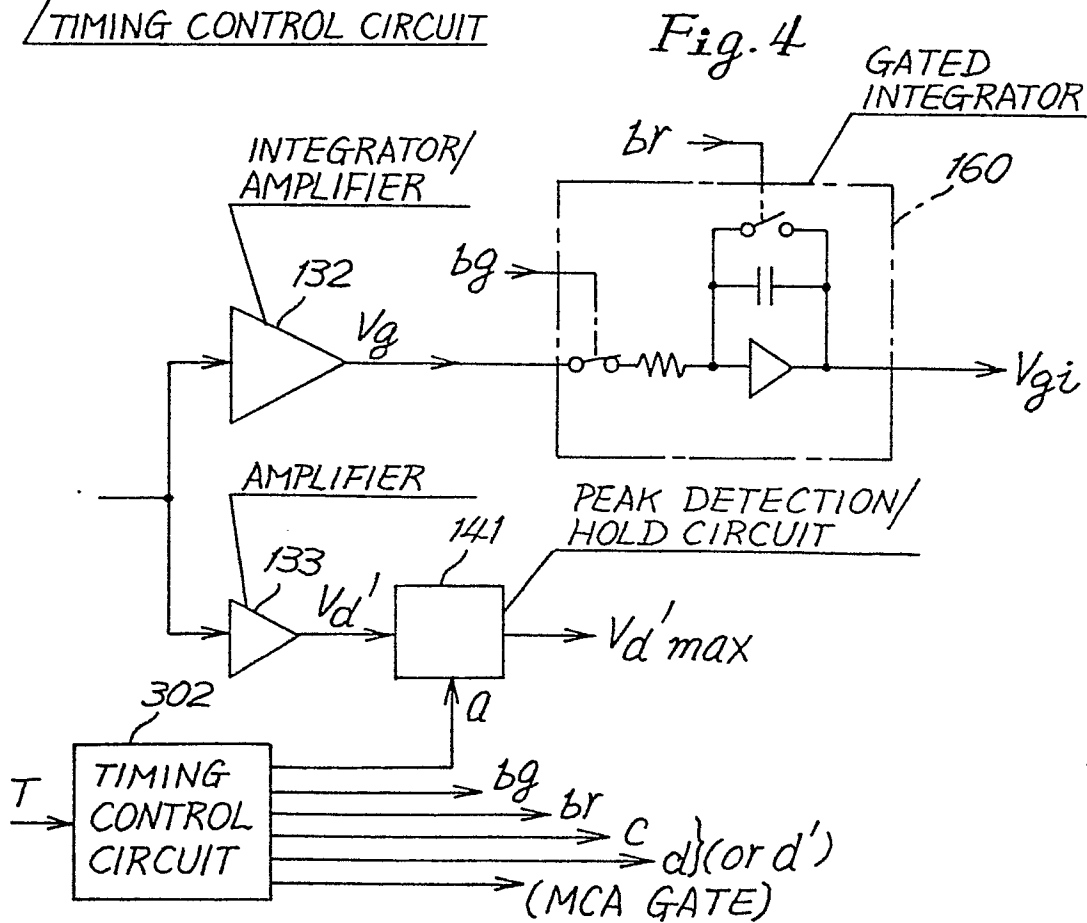 TIMING CONTROL CIRCUIT
Fig. 4
GATED
INTEGRATOR
INTEGRATOR/
AMPLIFIER
br
160
bg
132
Vg
Vgi
AMPLIFIER
PEAK DETECTION/
HOLD CIRCUIT
141
133
Vd'
Vd'max
a
302
T
TIMING
CONTROL
CIRCUIT
bg
br
c
d}(or d')
(MCA GATE)